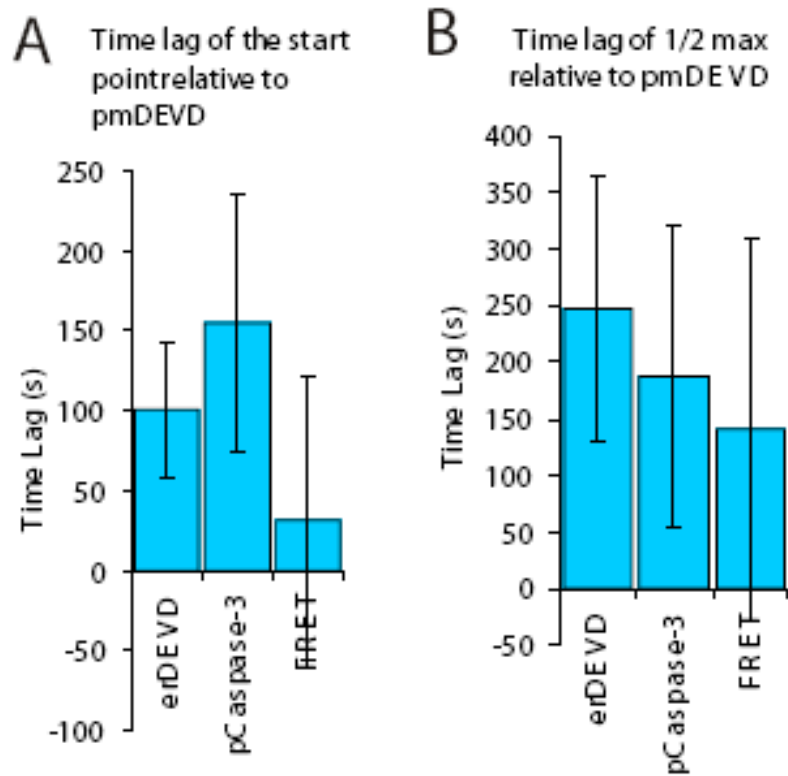 A
Time lag of the start
pointrelative to
pmDEVD
250
200
150
100
50
0
-50
-100
Time Lag (s)
erDEVD
pCaspase-3
FRET
B
Time lag of 1/2 max
relative to pmDEVD
400
350
300
250
200
150
100
50
0
-50
Time Lag (s)
erDEVD
pCaspase-3
FRET